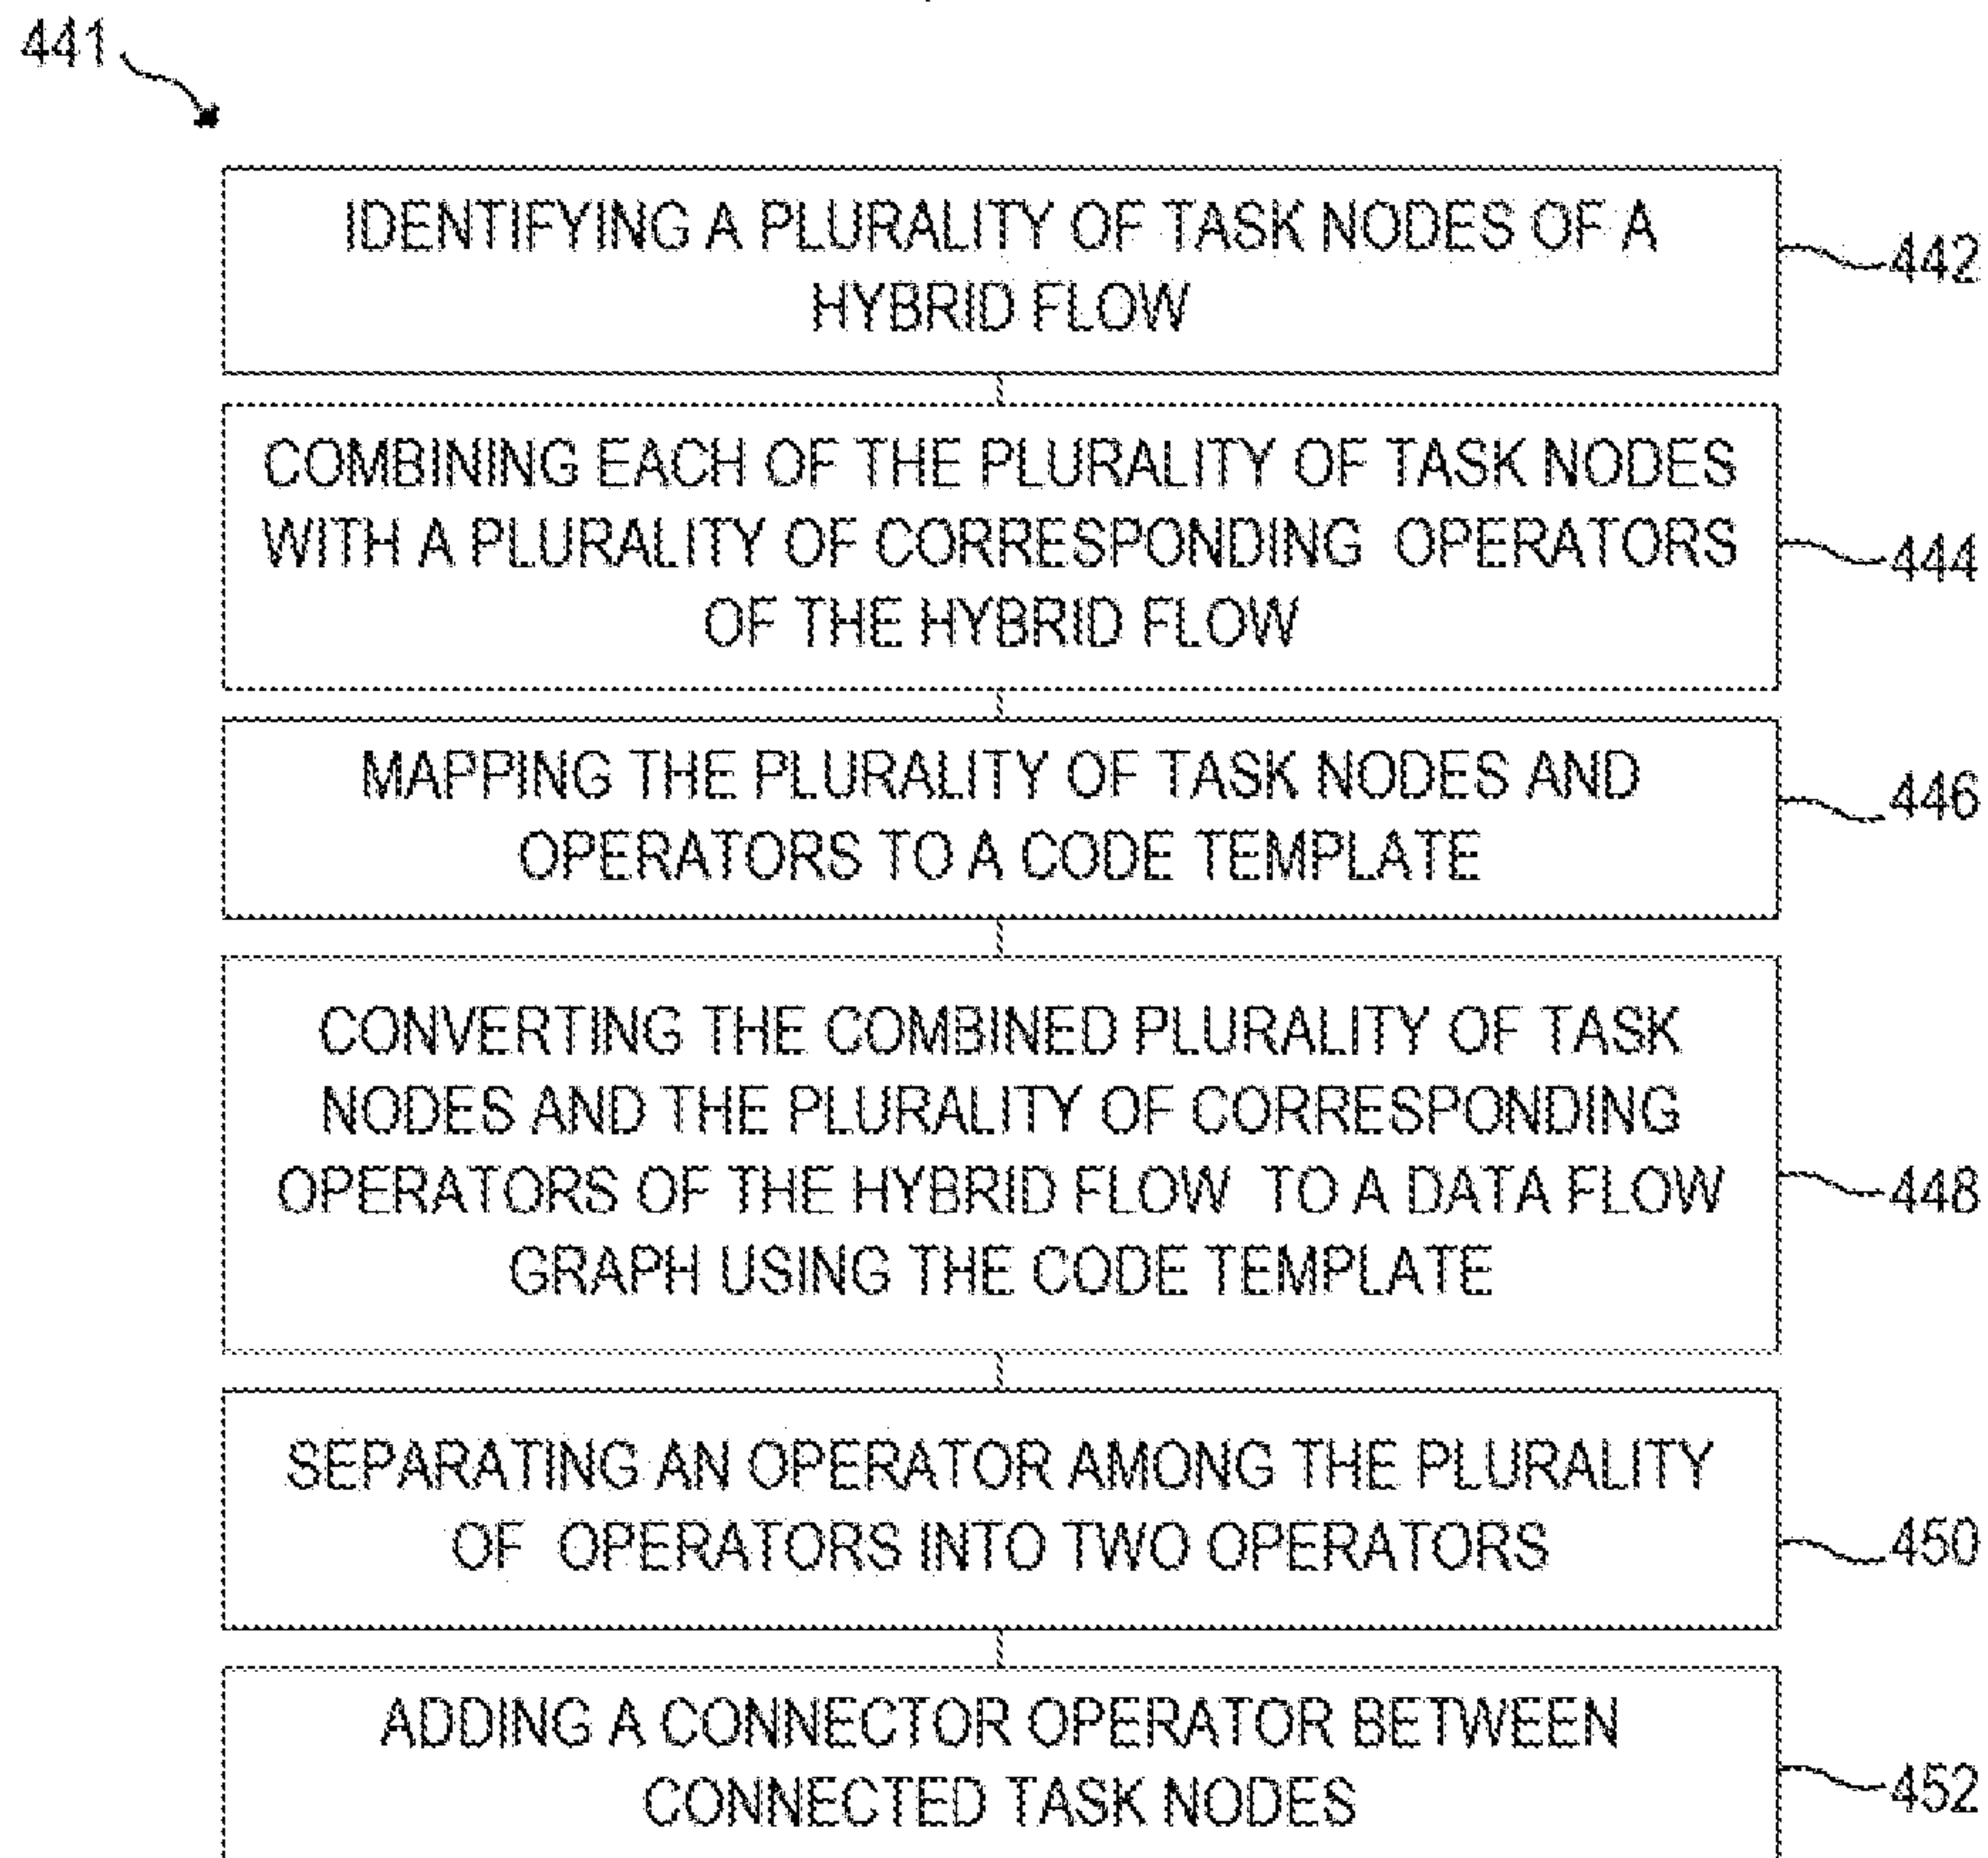 441
IDENTIFYING A PLURALITY OF TASK NODES OF A
HYBRID FLOW
442
COMBINING EACH OF THE PLURALITY OF TASK NODES
WITH A PLURALITY OF CORRESPONDING OPERATORS
OF THE HYBRID FLOW
444
MAPPING THE PLURALITY OF TASK NODES AND
OPERATORS TO A CODE TEMPLATE
446
CONVERTING THE COMBINED PLURALITY OF TASK
NODES AND THE PLURALITY OF CORRESPONDING
OPERATORS OF THE HYBRID FLOW TO A DATA FLOW
GRAPH USING THE CODE TEMPLATE
448
SEPARATING AN OPERATOR AMONG THE PLURALITY
OF OPERATORS INTO TWO OPERATORS
450
ADDING A CONNECTOR OPERATOR BETWEEN
CONNECTED TASK NODES
452